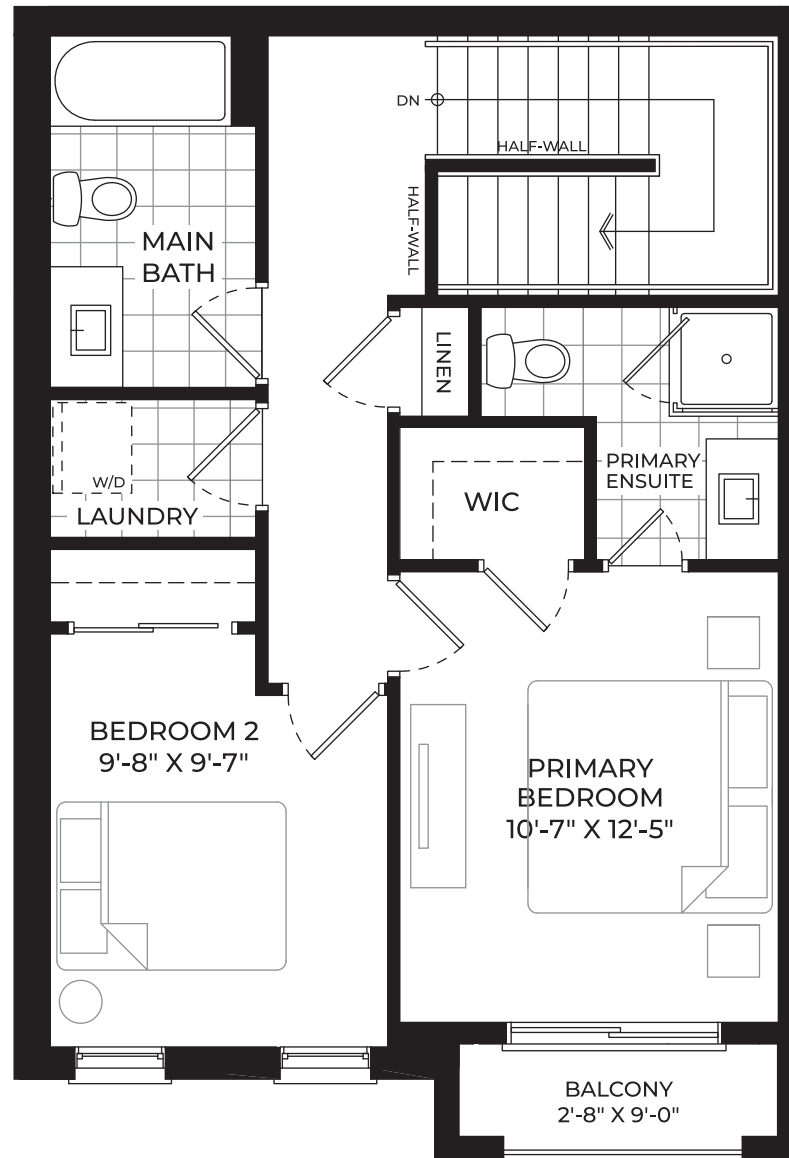 DN
HALF-WALL
HALF-WALL
MAIN
BATH
LINEN
PRIMARY
ENSUITE
W/D
LAUNDRY
WIC
BEDROOM 2
9'-8" X 9'-7"
PRIMARY
BEDROOM
10'-7" X 12'-5"
BALCONY
2'-8" X 9'-0"